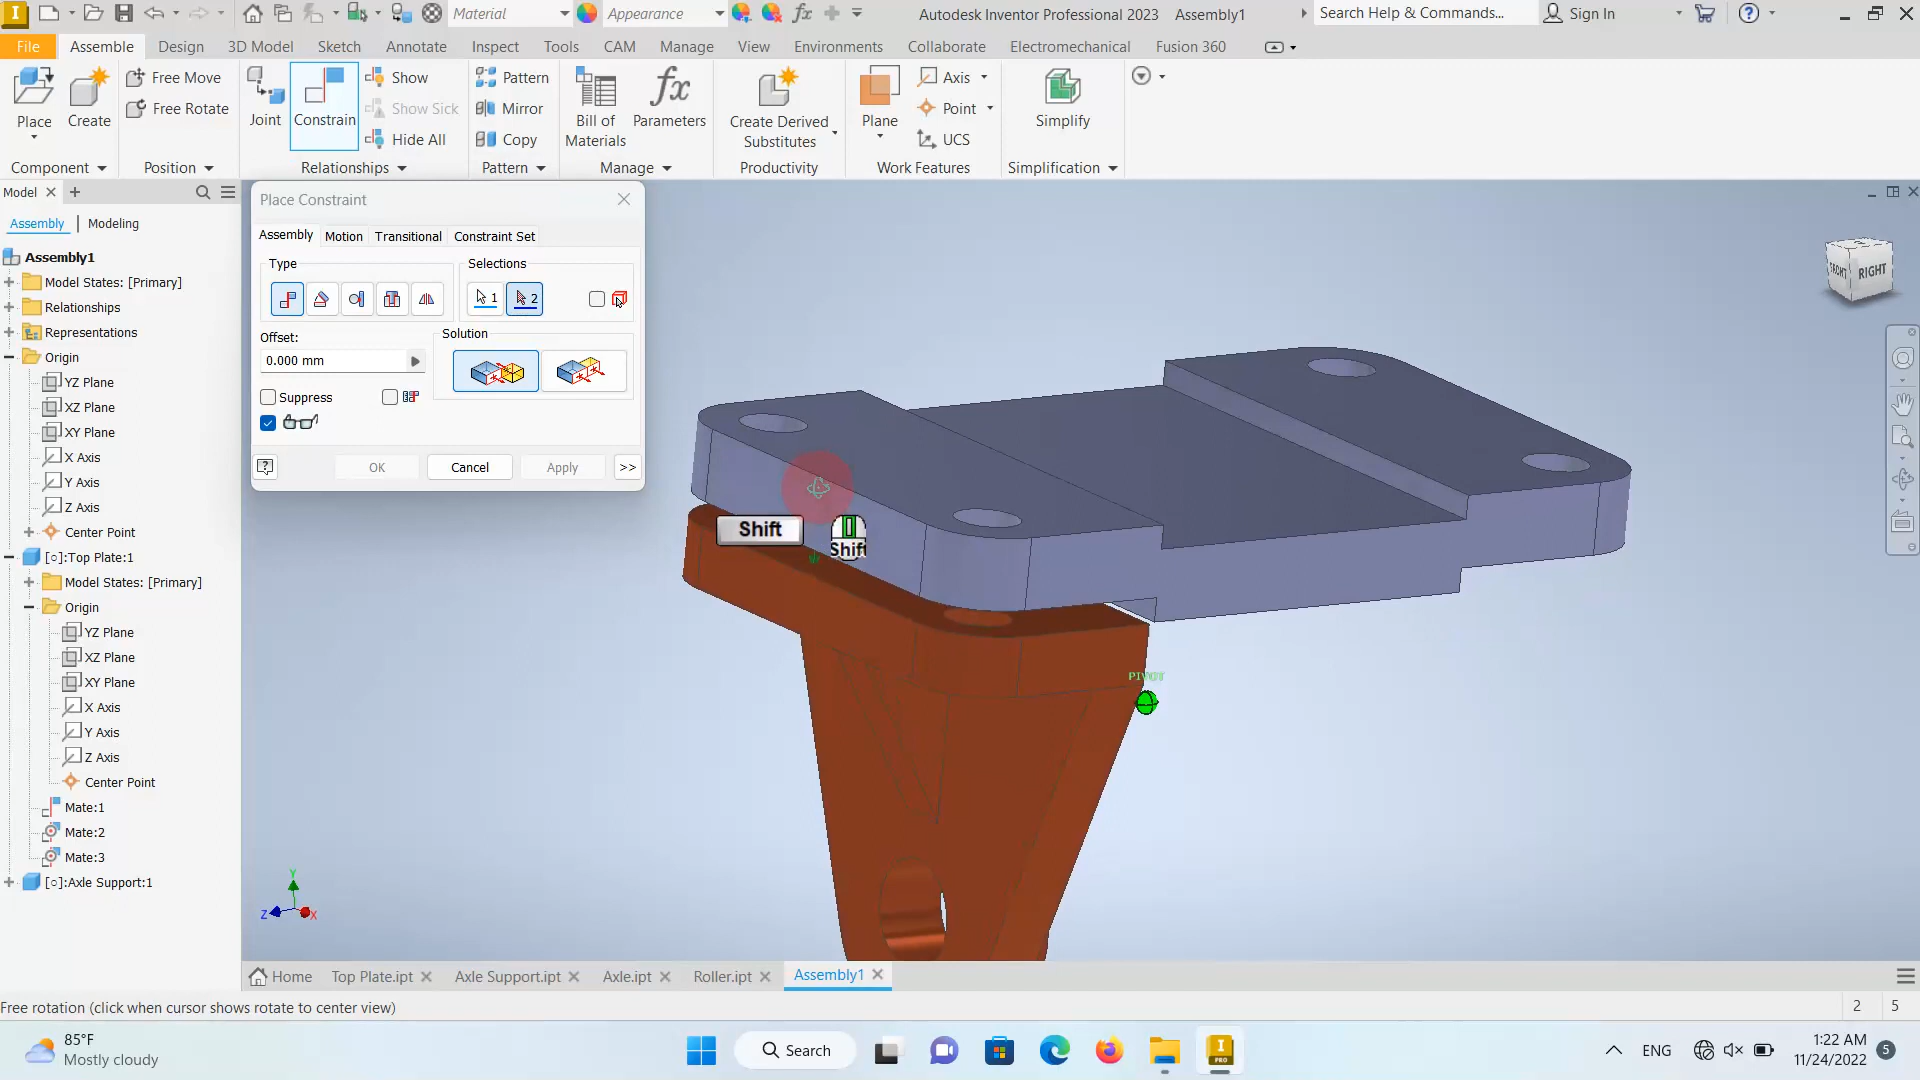 Material
Appearance
Autodesk Inventor Professional 2023 Assembly1
Search Help & Commands...
Sign In
File
Assemble
Design
3D Model
Sketch
Annotate
Inspect
Tools
CAM
Manage
View
Environments
Collaborate
Electromechanical
Fusion 360
Place
Create
Free Move
Free Rotate
Joint
Constrain
Show
Show Sick
Hide All
Pattern
Mirror
Copy
Bill of
Materials
Parameters
Create Derived
Substitutes
Plane
Axis
Point
UCS
Simplify
Component
Position
Relationships
Pattern
Manage
Productivity
Work Features
Simplification
Model
Assembly
Modeling
Assembly1
Model States: [Primary]
Relationships
Representations
Origin
YZ Plane
XZ Plane
XY Plane
X Axis
Y Axis
Z Axis
Center Point
[○]:Top Plate:1
Model States: [Primary]
Origin
YZ Plane
XZ Plane
XY Plane
X Axis
Y Axis
Z Axis
Center Point
Mate:1
Mate:2
Mate:3
[○]:Axle Support:1
Place Constraint
Assembly
Motion
Transitional
Constraint Set
Type
Selections
1
2
Offset:
0.000 mm
Solution
Suppress
OK
Cancel
Apply
>>
FRONT
RIGHT
Shift
Shift
PIVOT
Y
Z
X
Home
Top Plate.ipt
Axle Support.ipt
Axle.ipt
Roller.ipt
Assembly1
Free rotation (click when cursor shows rotate to center view)
2
5
85°F
Mostly cloudy
Search
ENG
1:22 AM
11/24/2022
5